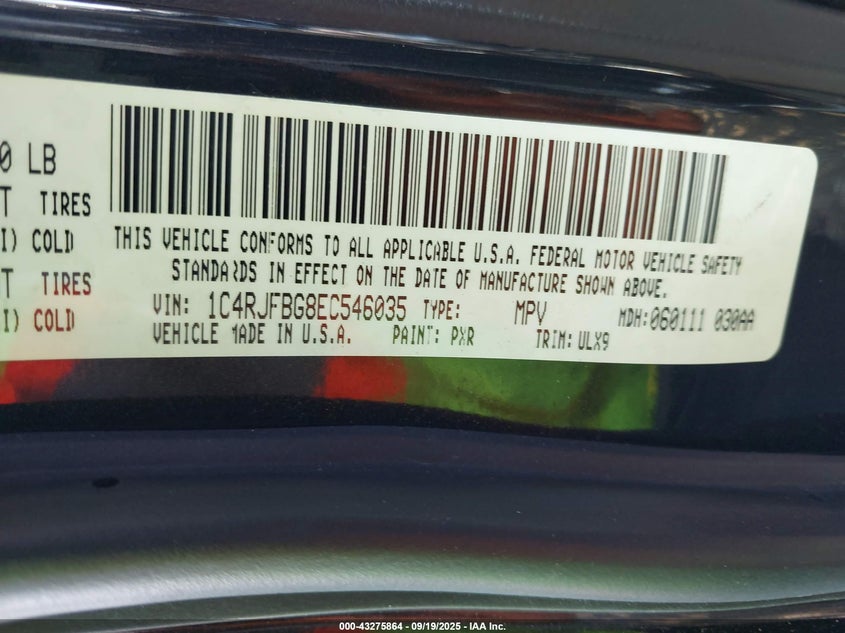 0 LB
T TIRES
I) COLD
T TIRES
I) COLD
THIS VEHICLE CONFORMS TO ALL APPLICABLE U.S.A. FEDERAL MOTOR VEHICLE SAFETY
STANDARDS IN EFFECT ON THE DATE OF MANUFACTURE SHOWN ABOVE.
VIN: 1C4RJFBG8EC546035 TYPE: MPV MDH:060111 030AA
VEHICLE MADE IN U.S.A. PAINT: PXR TRIM: ULX9
000-43275864 - 09/19/2025 - IAA Inc.